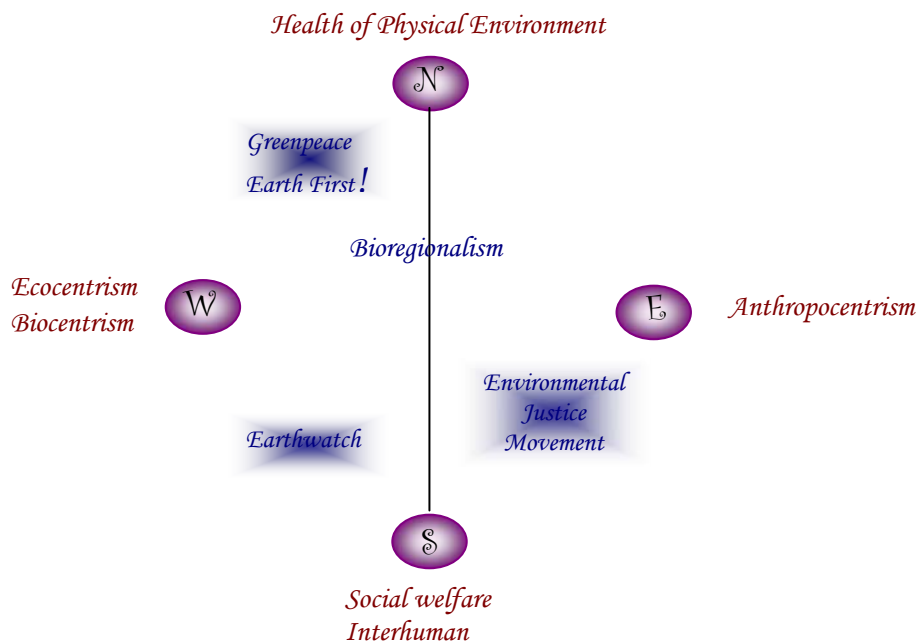 Health of Physical Environment
N
Greenpeace
Earth First!
Bioregionalism
Ecocentrism
Biocentrism
W
E
Anthropocentrism
Environmental
Justice
Movement
Earthwatch
S
Social welfare
Interhuman